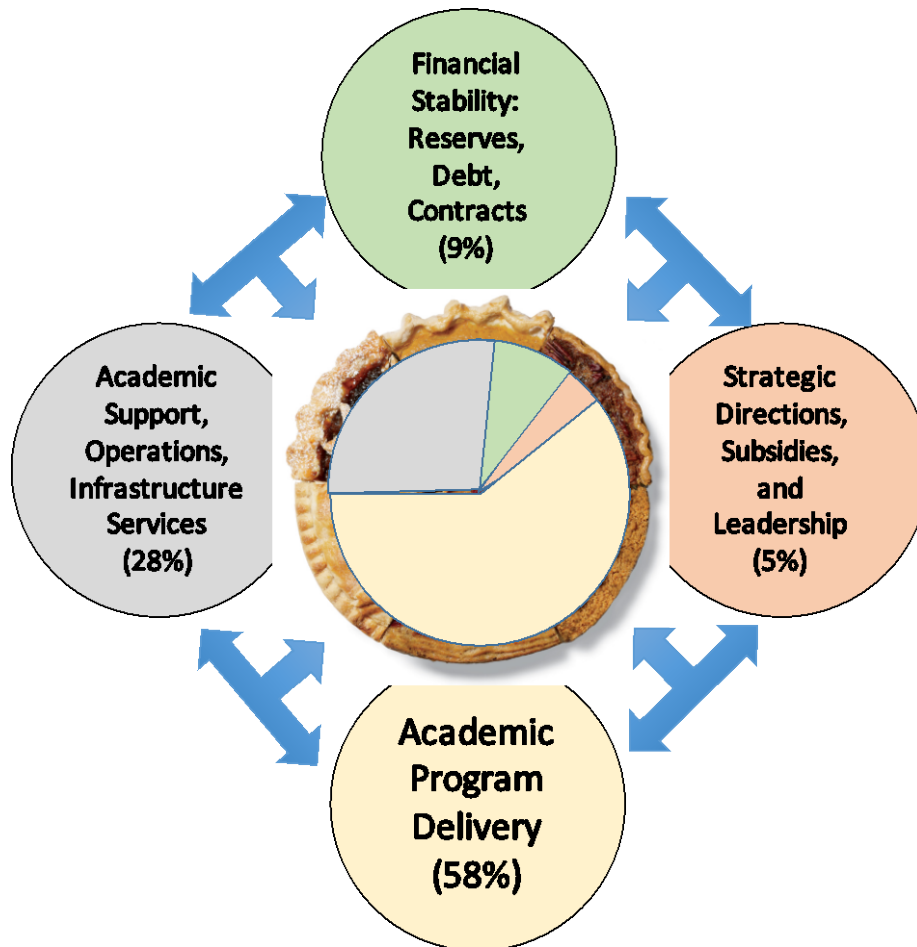 Financial
Stability:
Reserves,
Debt,
Contracts
(9%)
Academic
Support,
Operations,
Infrastructure
Services
(28%)
Strategic
Directions,
Subsidies,
and
Leadership
(5%)
Academic
Program
Delivery
(58%)